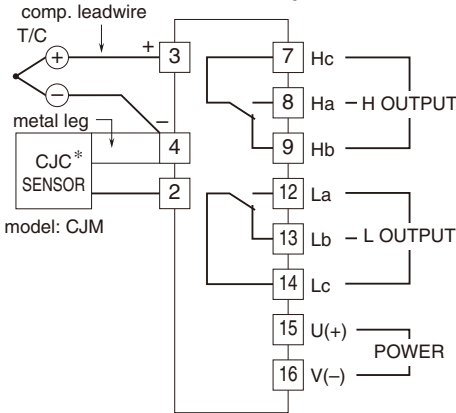 comp. leadwire
T/C
+
+
3
−
−
metal leg
4
CJC*
SENSOR
2
model: CJM
7 Hc
8 Ha – H OUTPUT
9 Hb
12 La
13 Lb – L OUTPUT
14 Lc
15 U(+)
POWER
16 V(–)